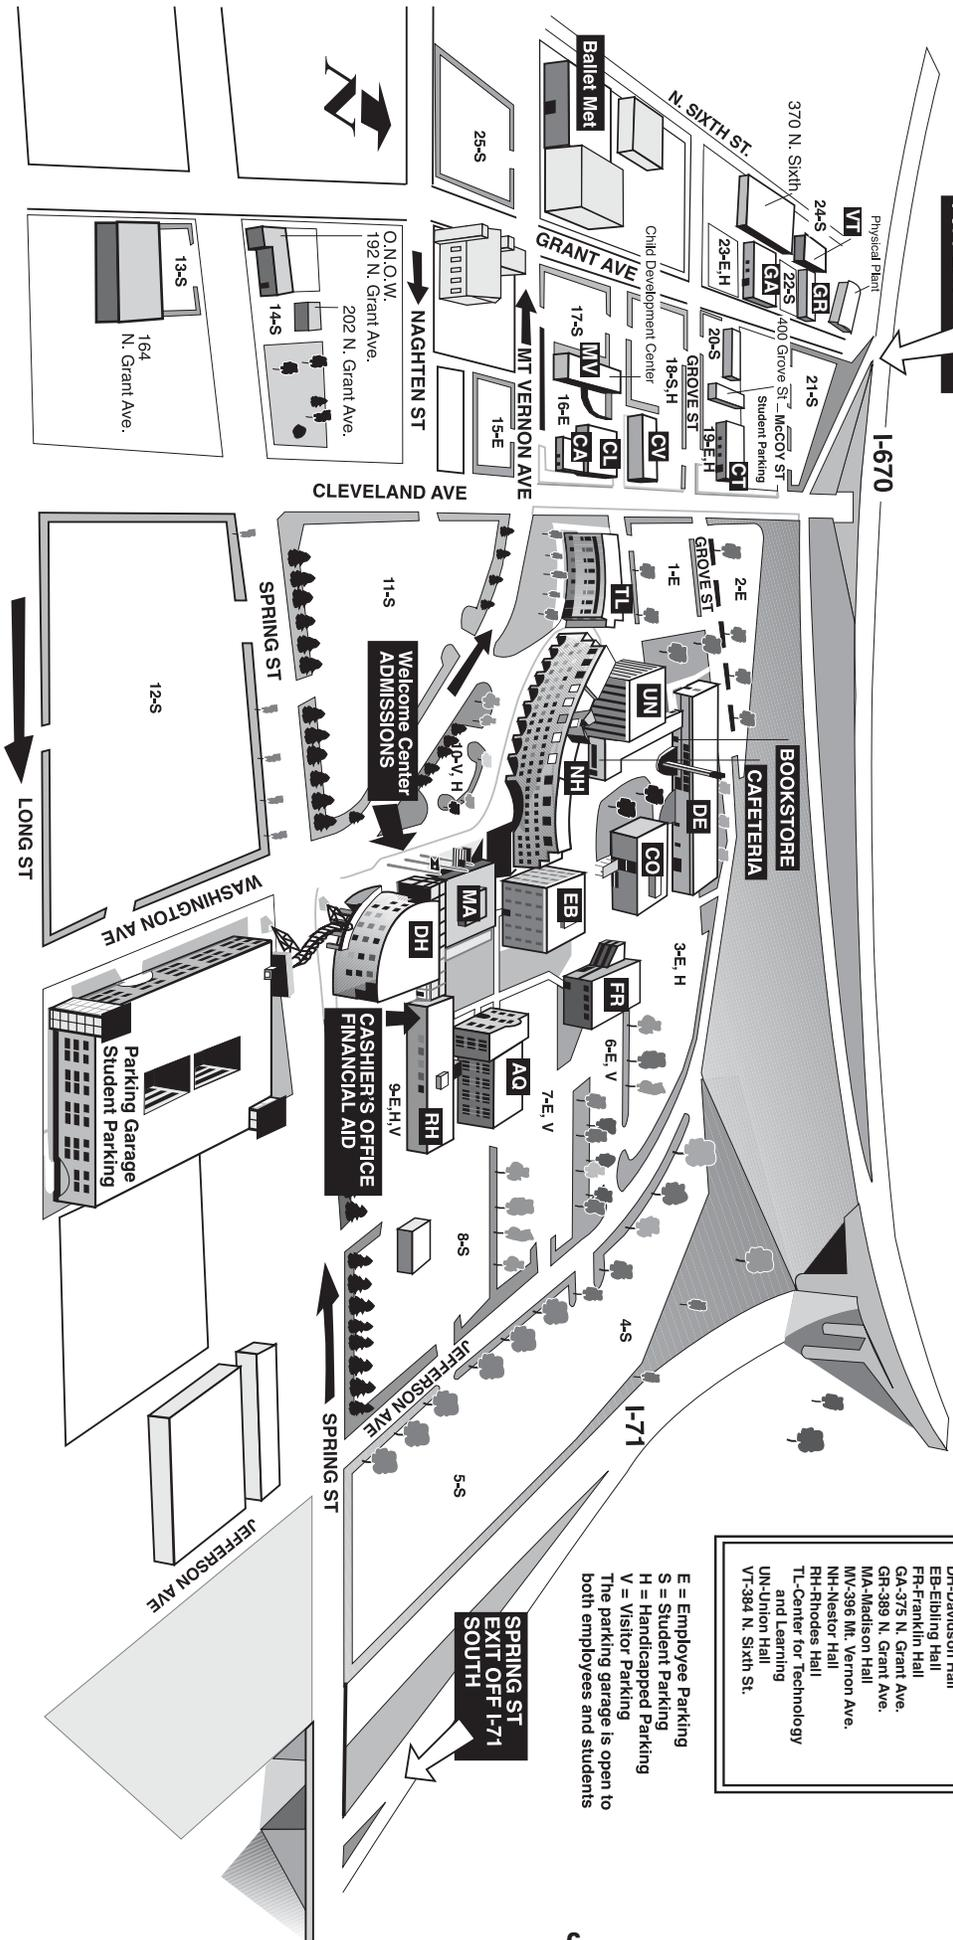 I-670
Physical Plant
VT
24-S
370 N. Sixth
N. SIXTH ST.
Ballet Met
GR
22-S
GA
23-E,H
GRANT AVE
Child Development Center
400 Grove St
McCOY ST
Student Parking
21-S
20-S
GROVE ST
19-E,H
CT
18-S,H
CV
17-S
MV
16-E
CL
CA
25-S
MT VERNON AVE
15-E
NAGHTEN ST
O.N.O.W.
192 N. Grant Ave.
202 N. Grant Ave.
14-S
13-S
164
N. Grant Ave.
N
CLEVELAND AVE
GROVE ST
2-E
1-E
TL
UN
NH
DE
CO
BOOKSTORE
CAFETERIA
11-S
10-V, H
Welcome Center
ADMISSIONS
SPRING ST
12-S
LONG ST
WASHINGTON AVE
MA
EB
DH
FR
3-E, H
6-E, V
7-E, V
AQ
RH
9-E,H,V
CASHIER'S OFFICE
FINANCIAL AID
Parking Garage
Student Parking
8-S
4-S
JEFFERSON AVE
5-S
I-71
SPRING ST
JEFFERSON AVE
SPRING ST
EXIT OFF I-71
SOUTH
E = Employee Parking
S = Student Parking
H = Handicapped Parking
V = Visitor Parking
The parking garage is open to
both employees and students
EB-Eibling Hall
FR-Franklin Hall
GA-375 N. Grant Ave.
GR-389 N. Grant Ave.
MA-Madison Hall
MV-396 Mt. Vernon Ave.
NH-Nestor Hall
RH-Rhodes Hall
TL-Center for Technology
and Learning
UN-Union Hall
VT-384 N. Sixth St.